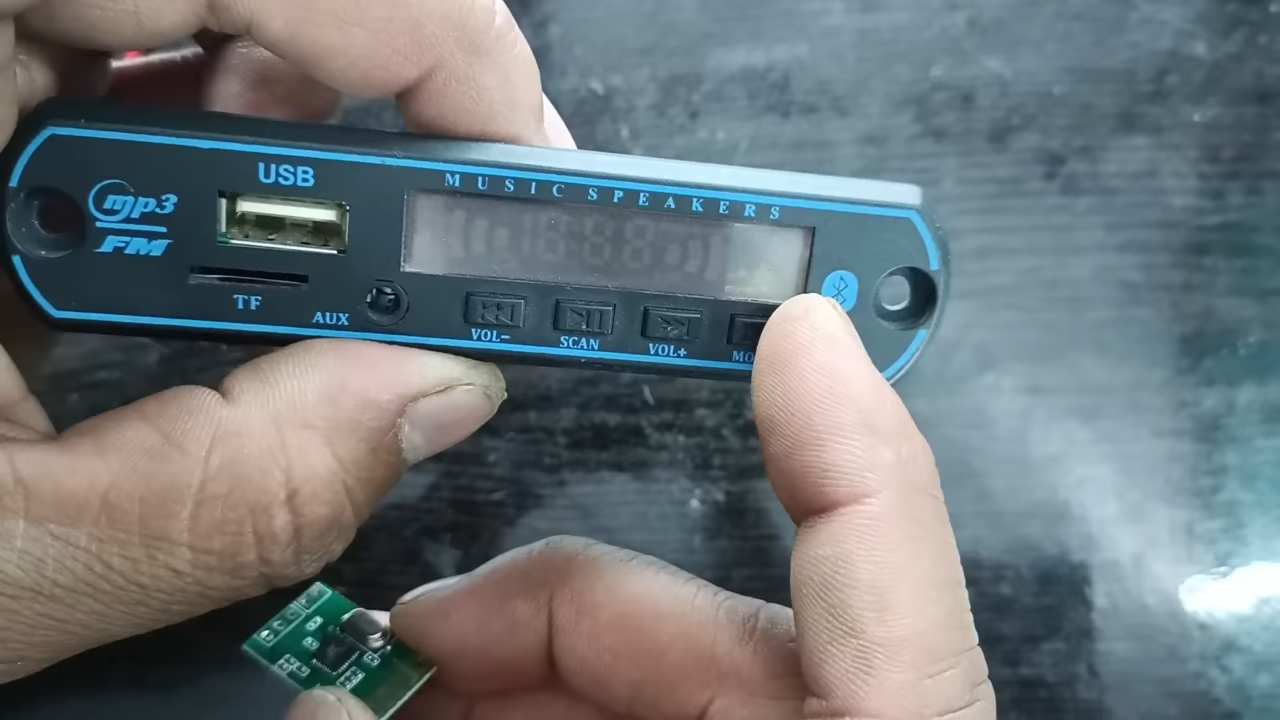 MUSIC SPEAKERS
USB
mp3
FM
TF
AUX
VOL-
SCAN
VOL+